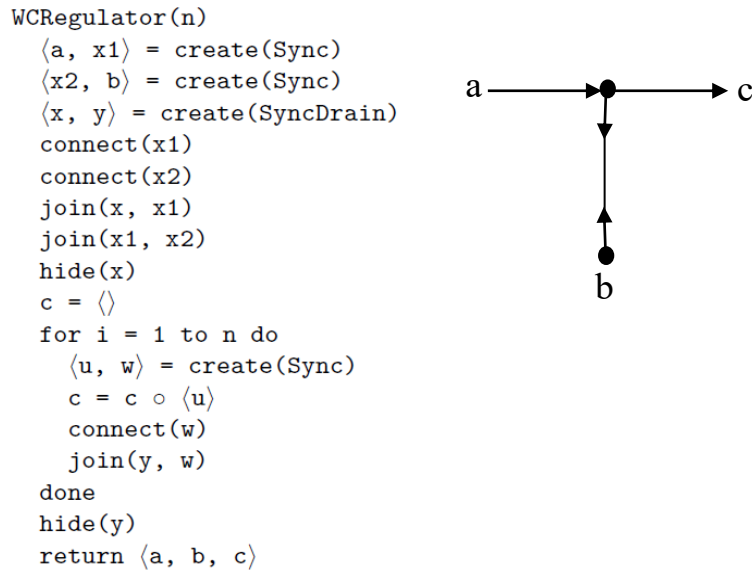 WCRegulator(n)
⟨a, x1⟩ = create(Sync)
⟨x2, b⟩ = create(Sync)
⟨x, y⟩ = create(SyncDrain)
connect(x1)
connect(x2)
join(x, x1)
join(x1, x2)
hide(x)
c = ⟨⟩
for i = 1 to n do
⟨u, w⟩ = create(Sync)
c = c ∘ ⟨u⟩
connect(w)
join(y, w)
done
hide(y)
return ⟨a, b, c⟩
a
c
b